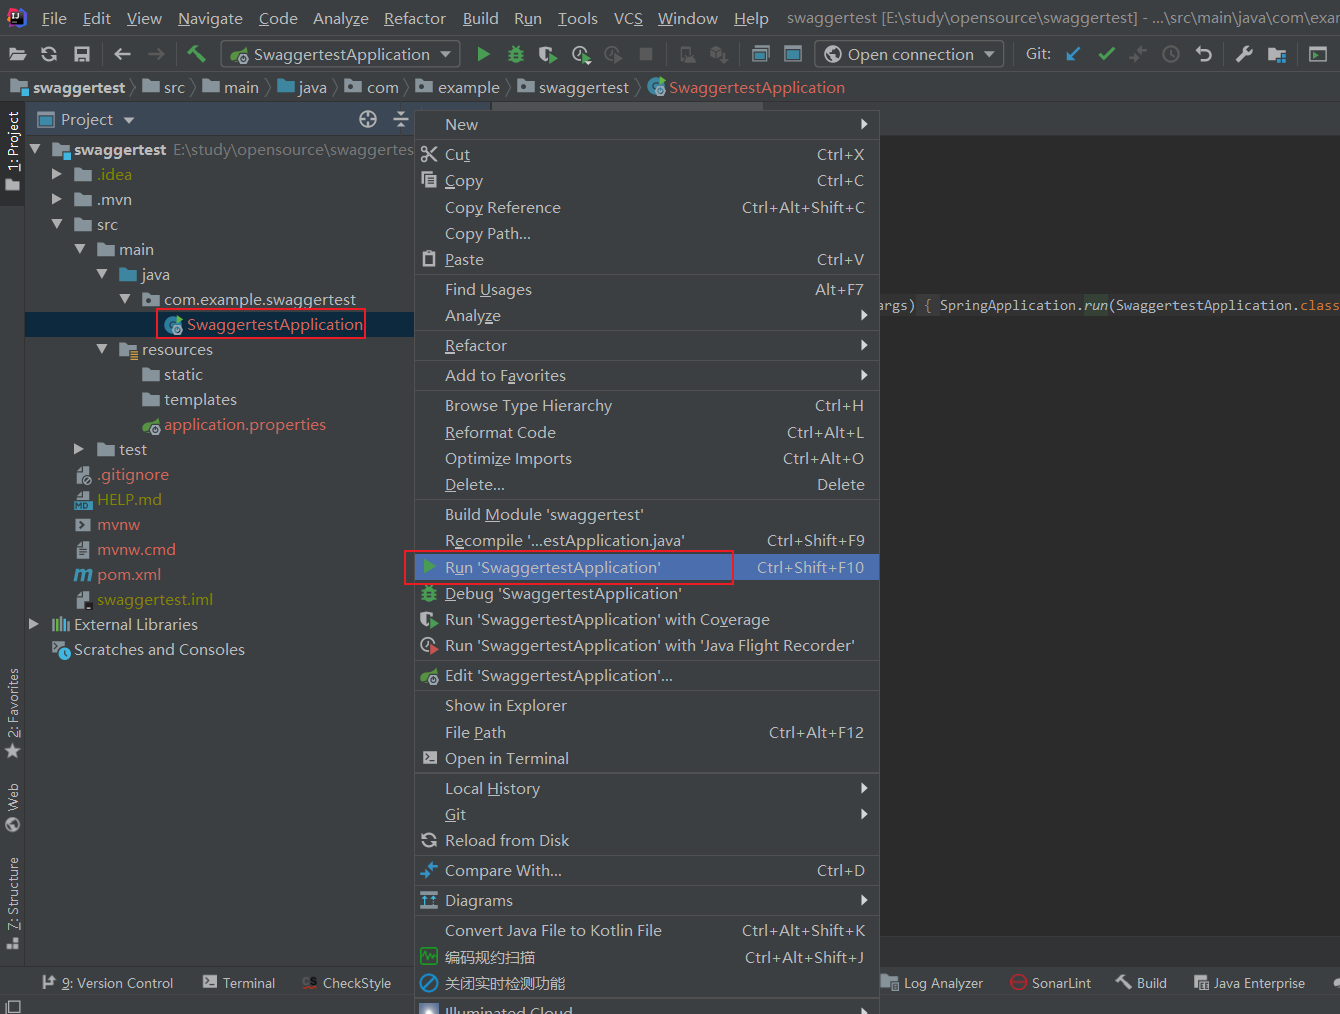 File Edit View Navigate Code Analyze Refactor Build Run Tools VCS Window Help swaggertest [E:\study\opensource\swaggertest] - ...\src\main\java\com\exam
SwaggertestApplication Open connection Git:
swaggertest src main java com example swaggertest SwaggertestApplication
1: Project
Project
swaggertest E:\study\opensource\swaggertes
.idea
.mvn
src
main
java
com.example.swaggertest
SwaggertestApplication
resources
static
templates
application.properties
test
.gitignore
HELP.md
mvnw
mvnw.cmd
pom.xml
swaggertest.iml
External Libraries
Scratches and Consoles
2: Favorites
Web
7: Structure
New
Cut Ctrl+X
Copy Ctrl+C
Copy Reference Ctrl+Alt+Shift+C
Copy Path...
Paste Ctrl+V
Find Usages Alt+F7
Analyze
Refactor
Add to Favorites
Browse Type Hierarchy Ctrl+H
Reformat Code Ctrl+Alt+L
Optimize Imports Ctrl+Alt+O
Delete... Delete
Build Module 'swaggertest'
Recompile '...estApplication.java' Ctrl+Shift+F9
Run 'SwaggertestApplication' Ctrl+Shift+F10
Debug 'SwaggertestApplication'
Run 'SwaggertestApplication' with Coverage
Run 'SwaggertestApplication' with 'Java Flight Recorder'
Edit 'SwaggertestApplication'...
Show in Explorer
File Path Ctrl+Alt+F12
Open in Terminal
Local History
Git
Reload from Disk
Compare With... Ctrl+D
Diagrams
Convert Java File to Kotlin File Ctrl+Alt+Shift+K
编码规约扫描 Ctrl+Alt+Shift+J
关闭实时检测功能
Illuminated Cloud
args) { SpringApplication.run(SwaggertestApplication.class
9: Version Control Terminal CheckStyle Log Analyzer SonarLint Build Java Enterprise